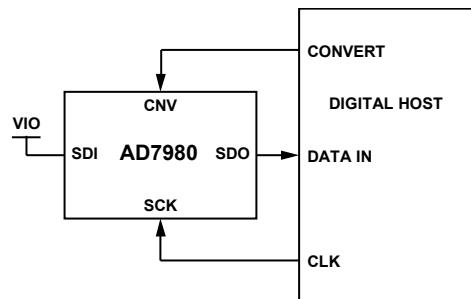 CONVERT
CNV
DIGITAL HOST
VIO
SDI AD7980 SDO DATA IN
SCK
CLK